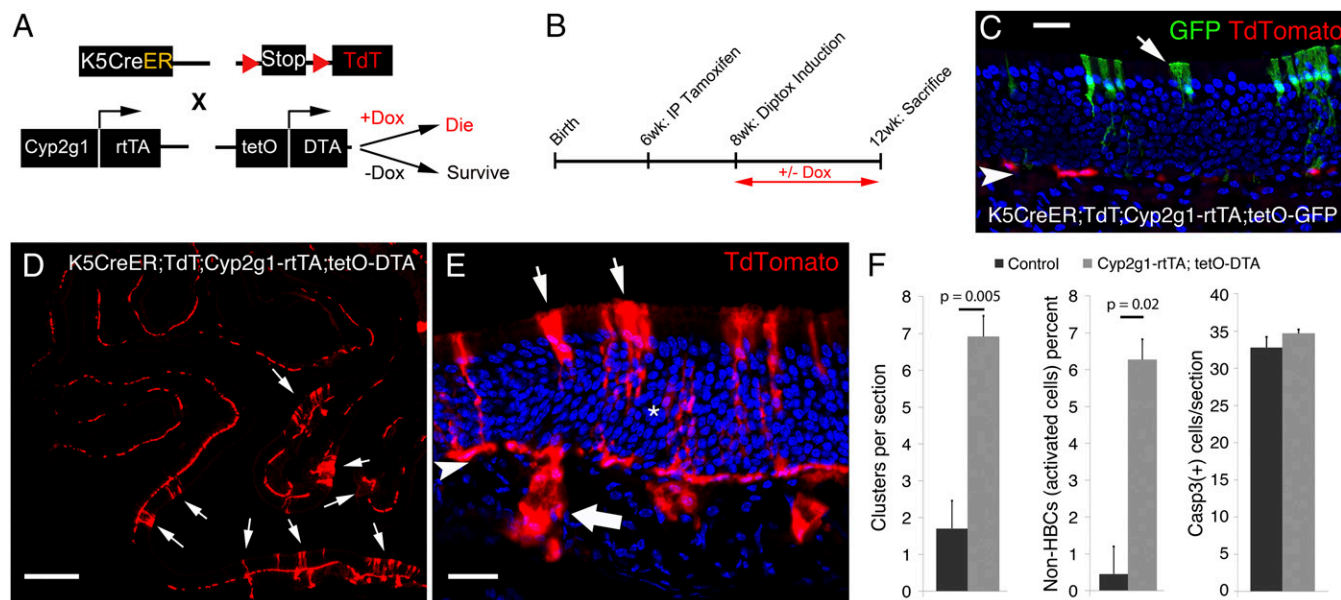 A
K5CreER
Stop
TdT
X
Cyp2g1
rtTA
tetO
DTA
+Dox
Die
-Dox
Survive
B
Birth
6wk: IP Tamoxifen
8wk: Diptox Induction
12wk: Sacrifice
+/- Dox
C
GFP TdTomato
K5CreER;TdT;Cyp2g1-rtTA;tetO-GFP
D
K5CreER;TdT;Cyp2g1-rtTA;tetO-DTA
E
TdTomato
*
F
Control
Cyp2g1-rtTA; tetO-DTA
Clusters per section
8
7
6
5
4
3
2
1
0
p = 0.005
Non-HBCs (activated cells) percent
8
7
6
5
4
3
2
1
0
p = 0.02
Casp3(+) cells/section
40
35
30
25
20
15
10
5
0